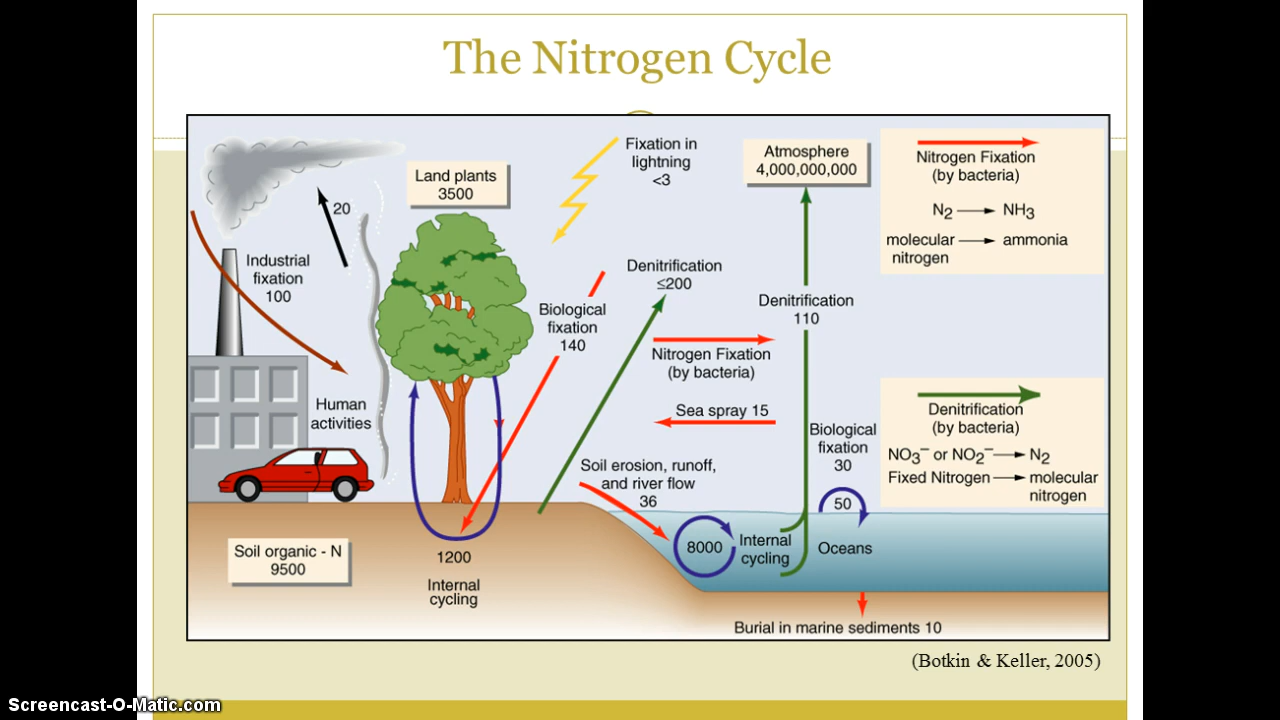 The Nitrogen Cycle
Fixation in
lightning
<3
Atmosphere
4,000,000,000
Nitrogen Fixation
(by bacteria)
N₂ → NH₃
molecular → ammonia
nitrogen
Land plants
3500
20
Industrial
fixation
100
Denitrification
≤200
Biological
fixation
140
Denitrification
110
Nitrogen Fixation
(by bacteria)
Sea spray 15
Human
activities
Biological
fixation
30
Denitrification
(by bacteria)
NO₃⁻ or NO₂⁻ → N₂
Fixed Nitrogen → molecular
nitrogen
Soil erosion, runoff,
and river flow
36
50
8000
Internal
cycling
Oceans
Soil organic - N
9500
1200
Internal
cycling
Burial in marine sediments 10
(Botkin & Keller, 2005)
Screencast-O-Matic.com